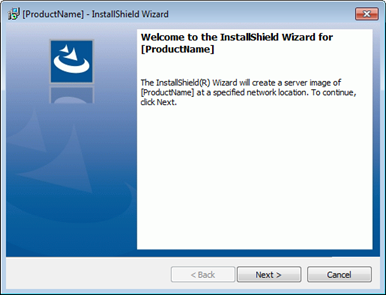 [ProductName] - InstallShield Wizard
Welcome to the InstallShield Wizard for
[ProductName]
The InstallShield(R) Wizard will create a server image of
[ProductName] at a specified network location. To continue,
click Next.
< Back
Next >
Cancel